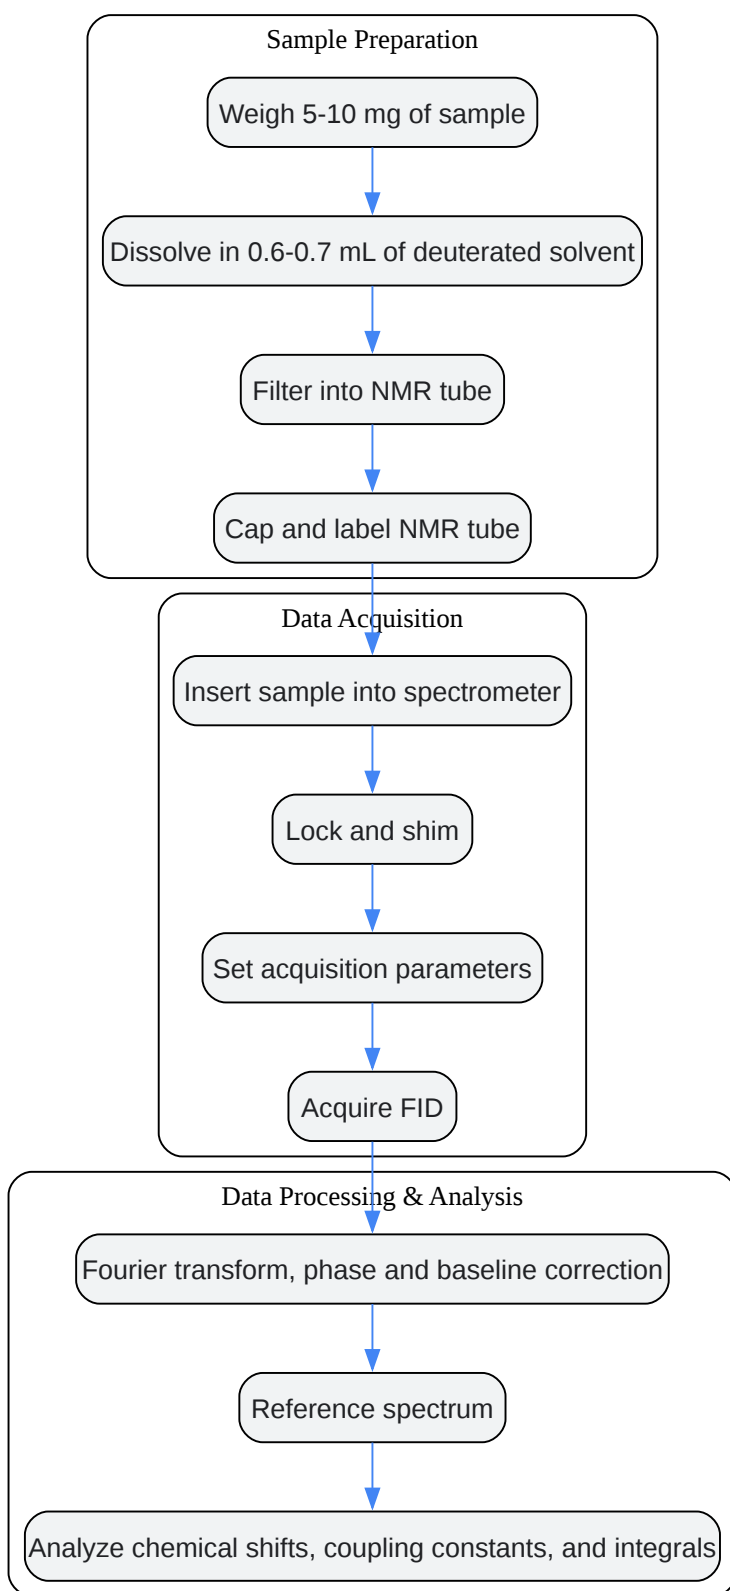 Sample Preparation
Weigh 5-10 mg of sample
Dissolve in 0.6-0.7 mL of deuterated solvent
Filter into NMR tube
Cap and label NMR tube
Data Acquisition
Insert sample into spectrometer
Lock and shim
Set acquisition parameters
Acquire FID
Data Processing & Analysis
Fourier transform, phase and baseline correction
Reference spectrum
Analyze chemical shifts, coupling constants, and integrals